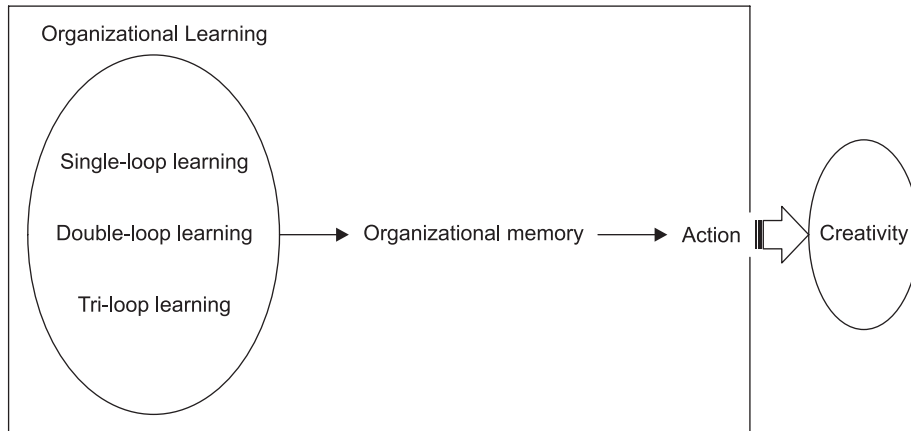 Organizational Learning
Single-loop learning
Double-loop learning
Organizational memory
Action
Creativity
Tri-loop learning